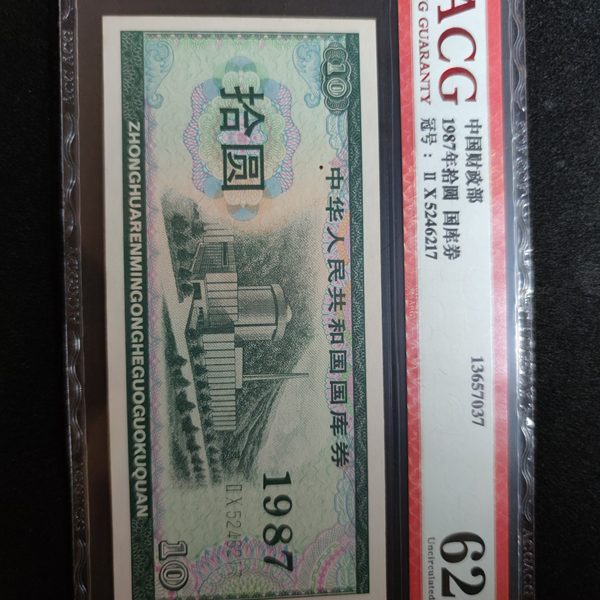 ACG
G GUARANTY
中国财政部
1987年拾圆 国库券
冠号：ⅡX5246217
13657037
62
Uncirculated
10
中华人民共和国国库券
拾圆
1987
ⅡX5246217
10
ZHONGHUARENMINGONGHEGUOGUOKUQUAN